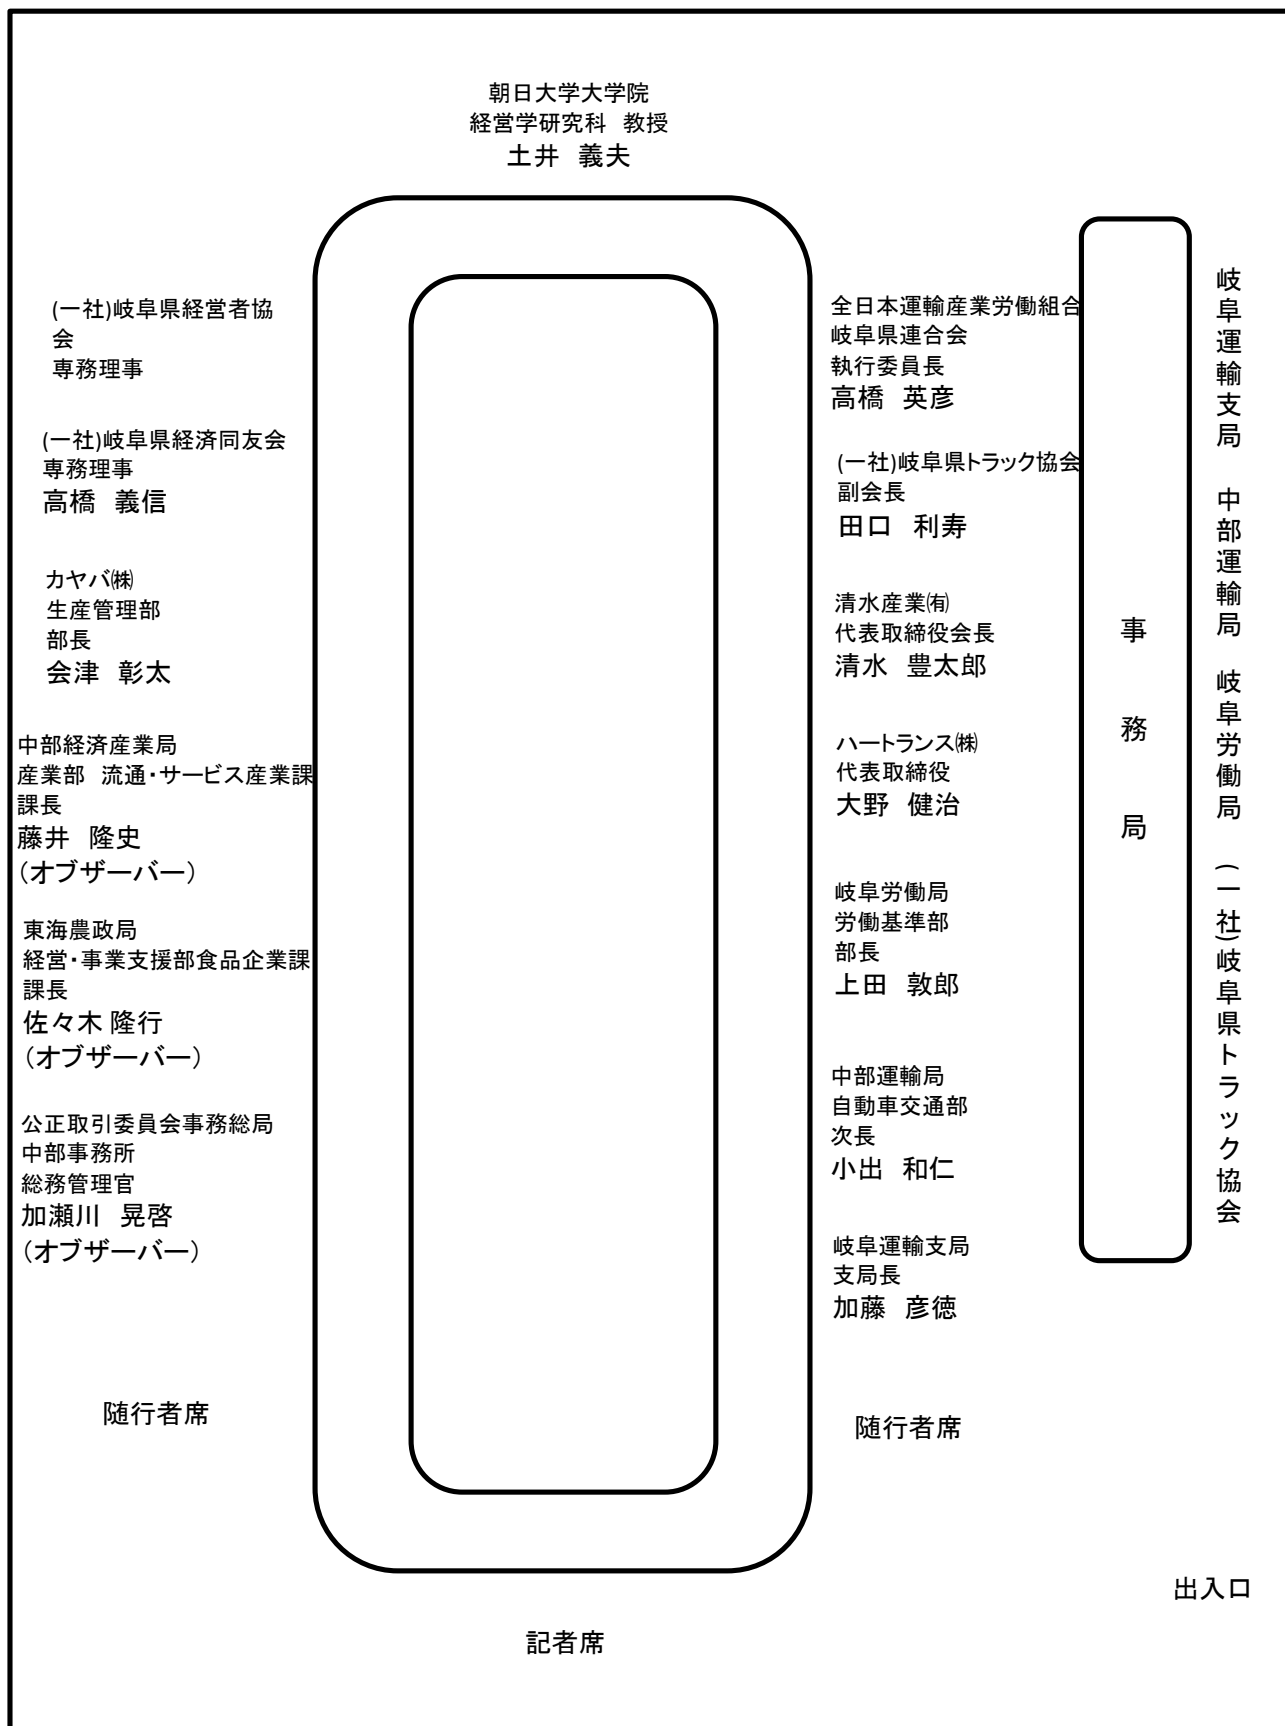 朝日大学大学院
経営学研究科 教授
土井 義夫
(一社)岐阜県経営者協
会
専務理事
(一社)岐阜県経済同友会
専務理事
高橋 義信
カヤバ㈱
生産管理部
部長
会津 彰太
中部経済産業局
産業部 流通・サービス産業課
課長
藤井 隆史
(オブザーバー)
東海農政局
経営・事業支援部食品企業課
課長
佐々木 隆行
(オブザーバー)
公正取引委員会事務総局
中部事務所
総務管理官
加瀬川 晃啓
(オブザーバー)
随行者席
全日本運輸産業労働組合
岐阜県連合会
執行委員長
高橋 英彦
(一社)岐阜県トラック協会
副会長
田口 利寿
清水産業㈲
代表取締役会長
清水 豊太郎
ハートランス㈱
代表取締役
大野 健治
岐阜労働局
労働基準部
部長
上田 敦郎
中部運輸局
自動車交通部
次長
小出 和仁
岐阜運輸支局
支局長
加藤 彦徳
随行者席
事務局
岐阜運輸支局 中部運輸局 岐阜労働局 (一社)岐阜県トラック協会
出入口
記者席